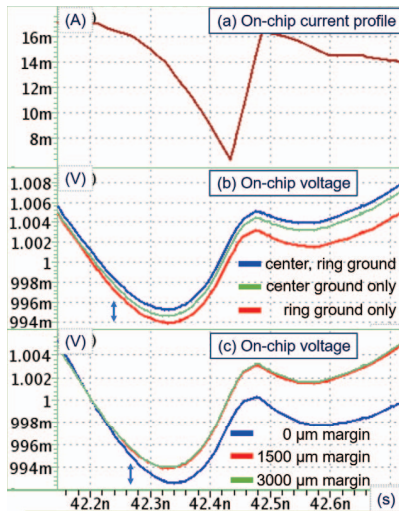 (A) (a) On-chip current profile
16m
14m
12m
10m
8m
(V) (b) On-chip voltage
1.008
1.006
1.004
1.002
1
998m
996m
994m
center, ring ground
center ground only
ring ground only
(V) (c) On-chip voltage
1.004
1.002
1
998m
996m
994m
0 µm margin
1500 µm margin
3000 µm margin
42.2n 42.3n 42.4n 42.5n 42.6n (s)